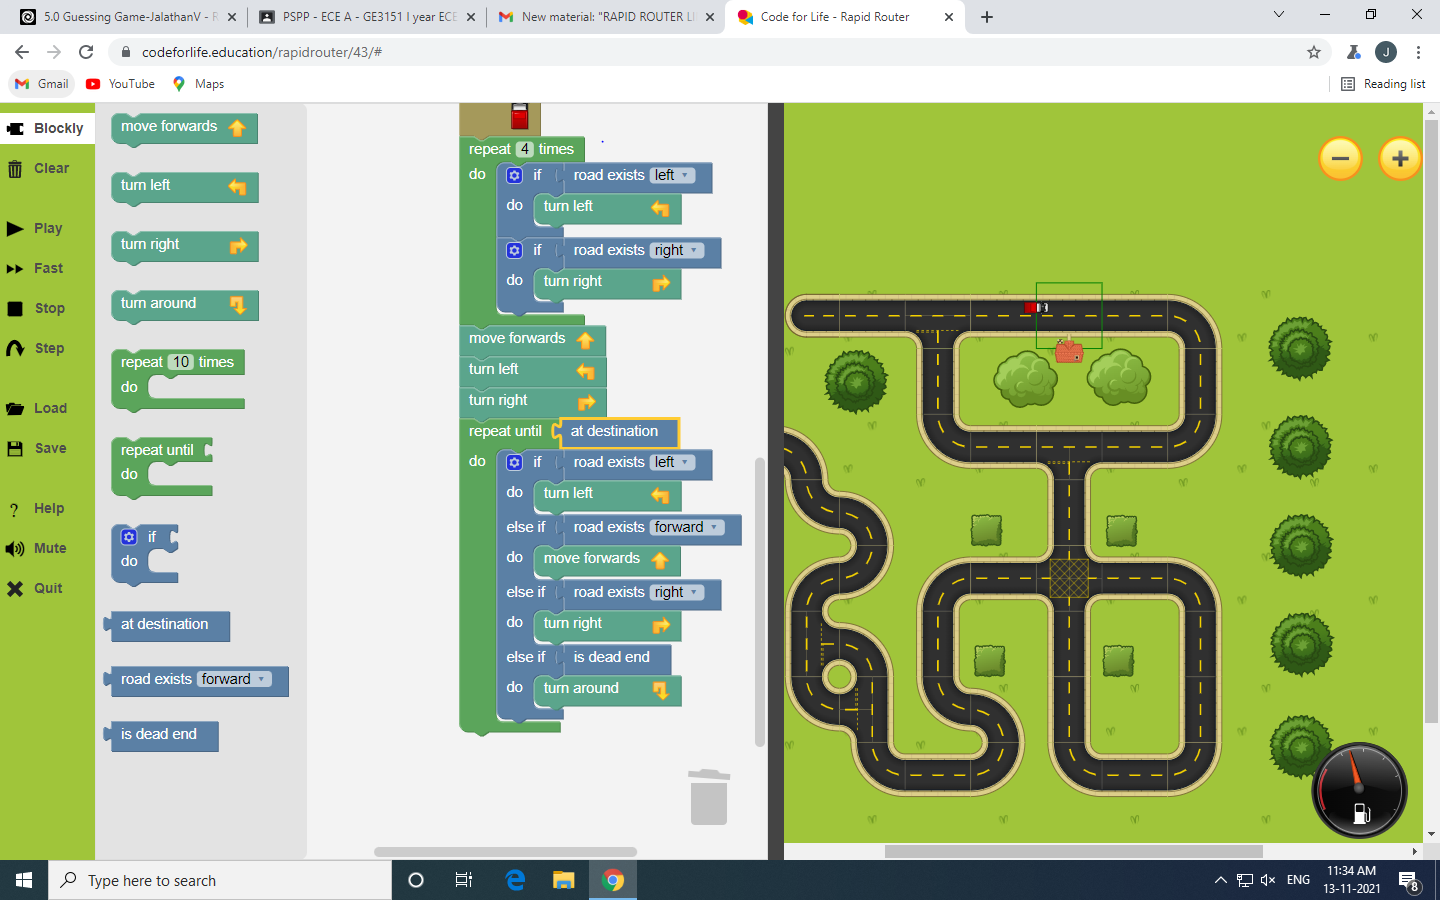 5.0 Guessing Game-JalathanV - R
PSPP - ECE A - GE3151 I year ECE
New material: "RAPID ROUTER LI
Code for Life - Rapid Router
codeforlife.education/rapidrouter/43/#
J
Gmail
YouTube
Maps
Reading list
Blockly
Clear
Play
Fast
Stop
Step
Load
Save
Help
Mute
Quit
move forwards
turn left
turn right
turn around
repeat 10 times
do
repeat until
do
if
do
at destination
road exists forward
is dead end
repeat 4 times
do if road exists left
do turn left
if road exists right
do turn right
move forwards
turn left
turn right
repeat until at destination
do if road exists left
do turn left
else if road exists forward
do move forwards
else if road exists right
do turn right
else if is dead end
do turn around
Type here to search
ENG
11:34 AM
13-11-2021
8